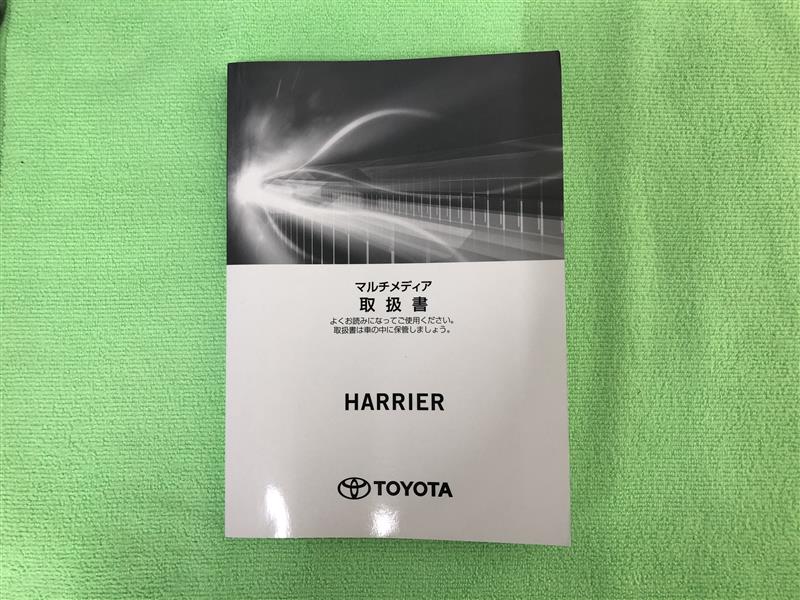 マルチメディア
取扱書
よくお読みになってご使用ください。
取扱書は車の中に保管しましょう。
HARRIER
TOYOTA